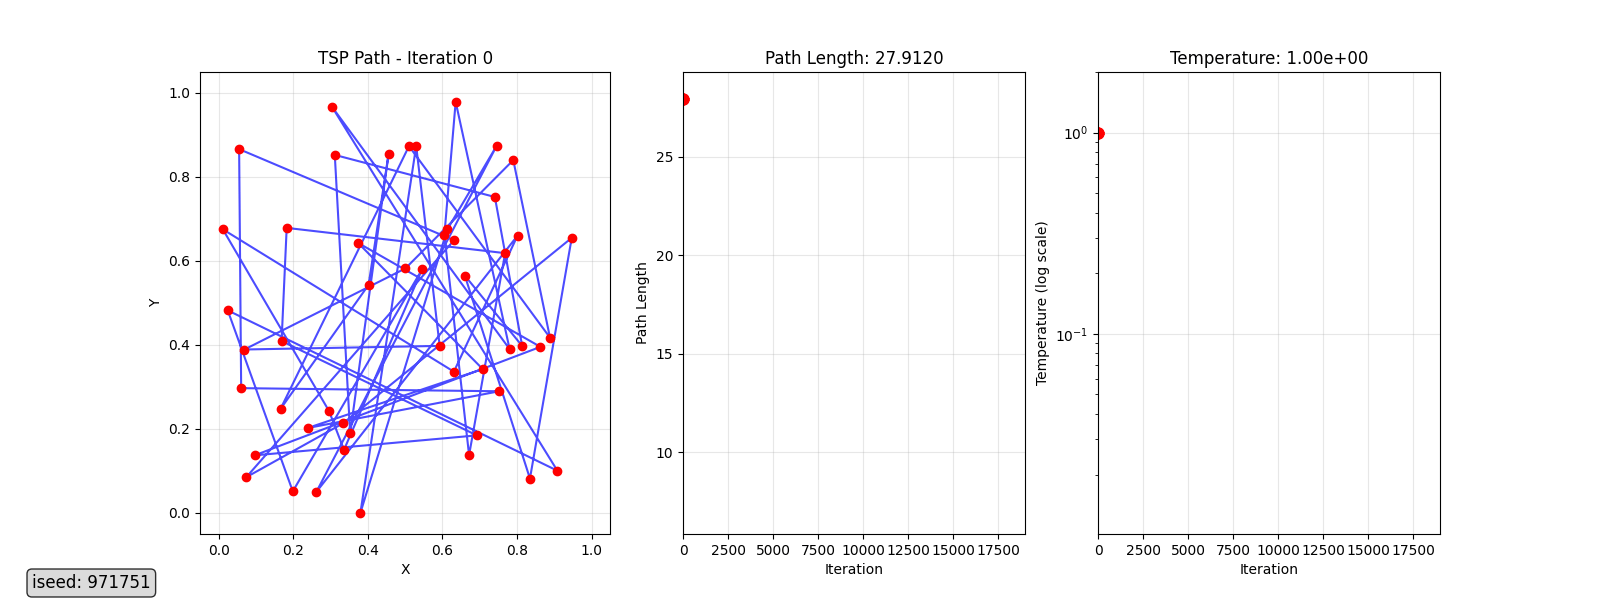 TSP Path - Iteration 0
Y
1.0
0.8
0.6
0.4
0.2
0.0
0.0 0.2 0.4 0.6 0.8 1.0
X
Path Length: 27.9120
Path Length
25
20
15
10
0 2500 5000 7500 10000 12500 15000 17500
Iteration
Temperature: 1.00e+00
Temperature (log scale)
10⁰
10⁻¹
0 2500 5000 7500 10000 12500 15000 17500
Iteration
iseed: 971751